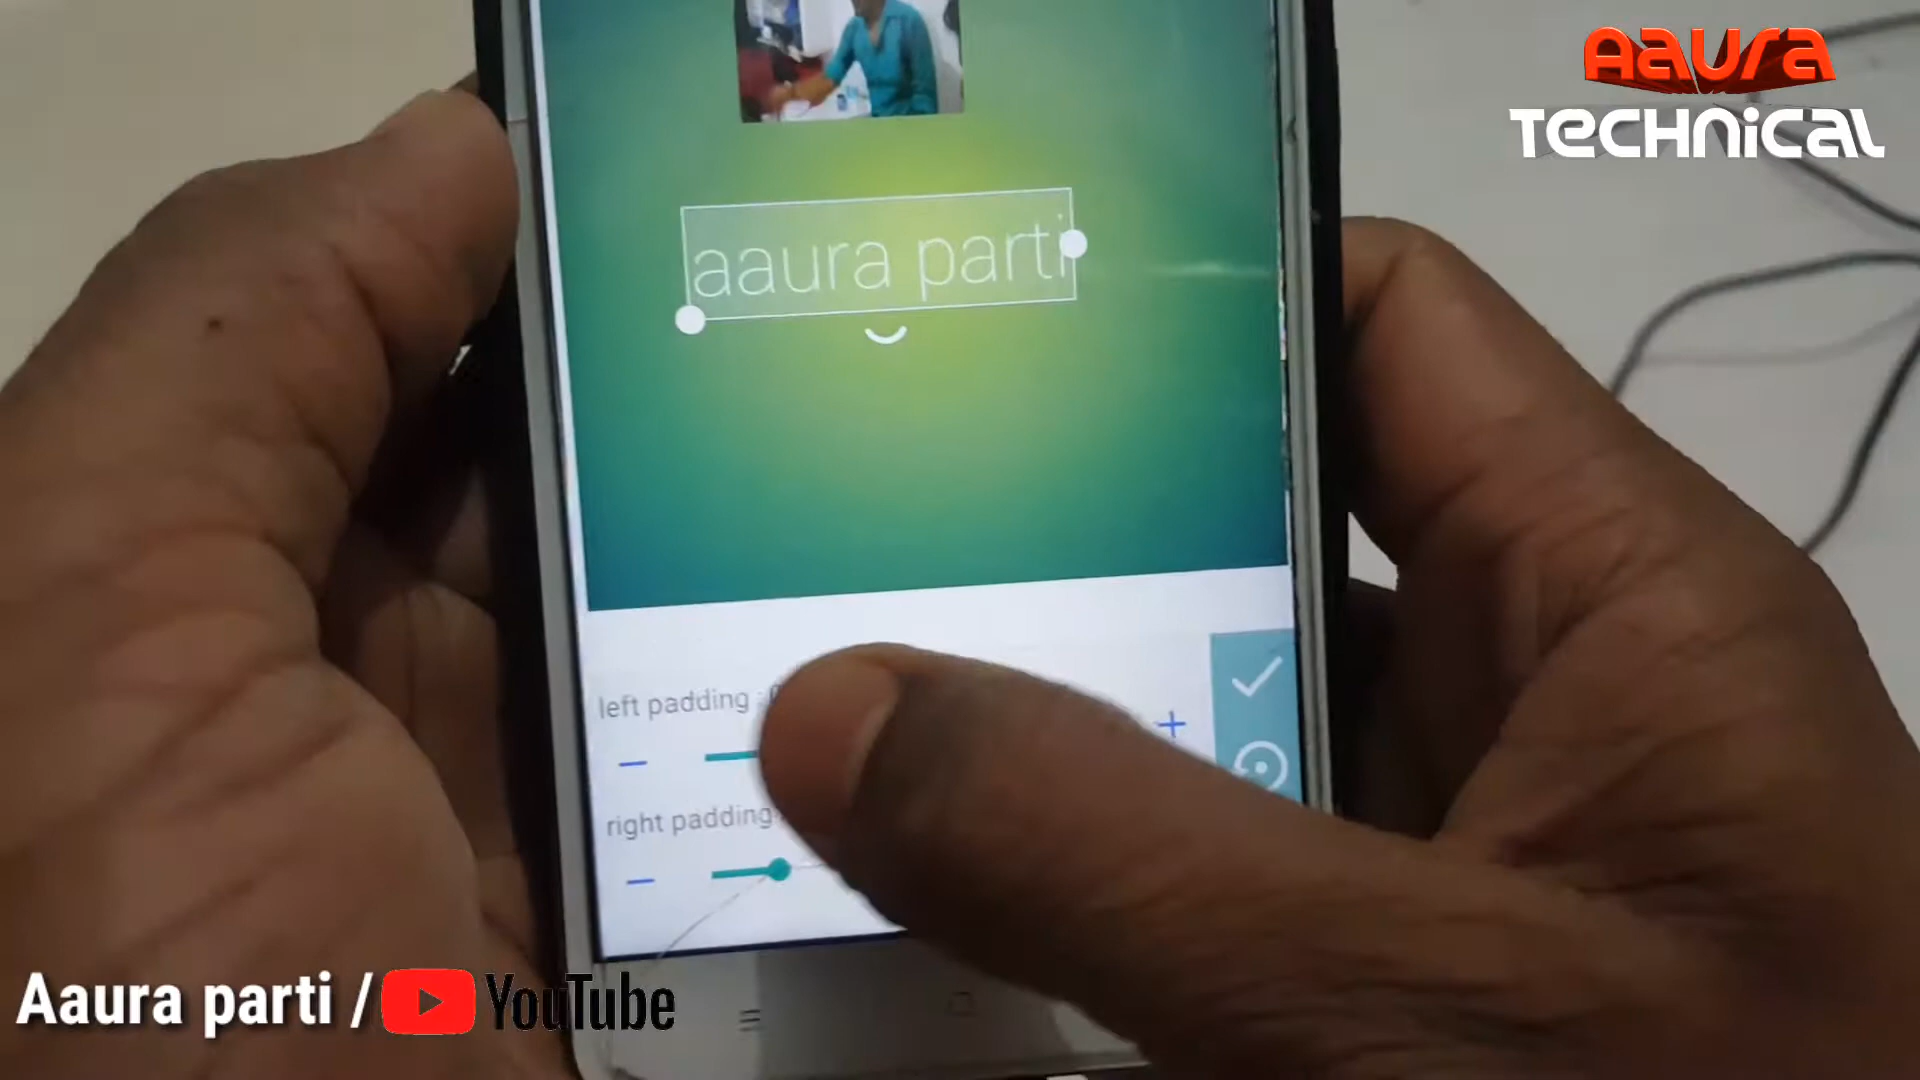 Aaura
TECHNiCAL
aaura parti
left padding :
right padding
Aaura parti / YouTube